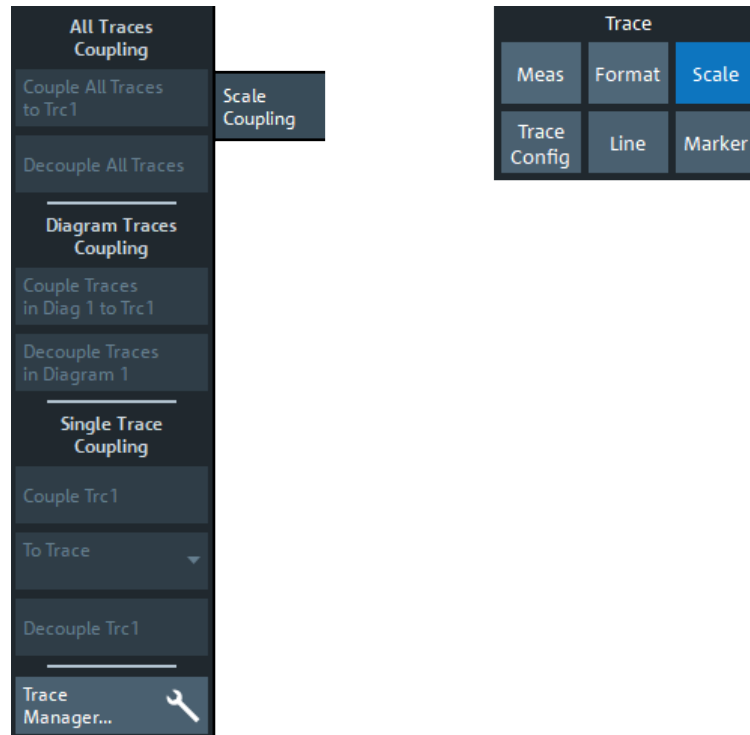 All Traces
Coupling
Couple All Traces
to Trc1
Decouple All Traces
Diagram Traces
Coupling
Couple Traces
in Diag 1 to Trc1
Decouple Traces
in Diagram 1
Single Trace
Coupling
Couple Trc1
To Trace
Decouple Trc1
Trace
Manager...
Scale
Coupling
Trace
Meas Format Scale
Trace
Config
Line Marker